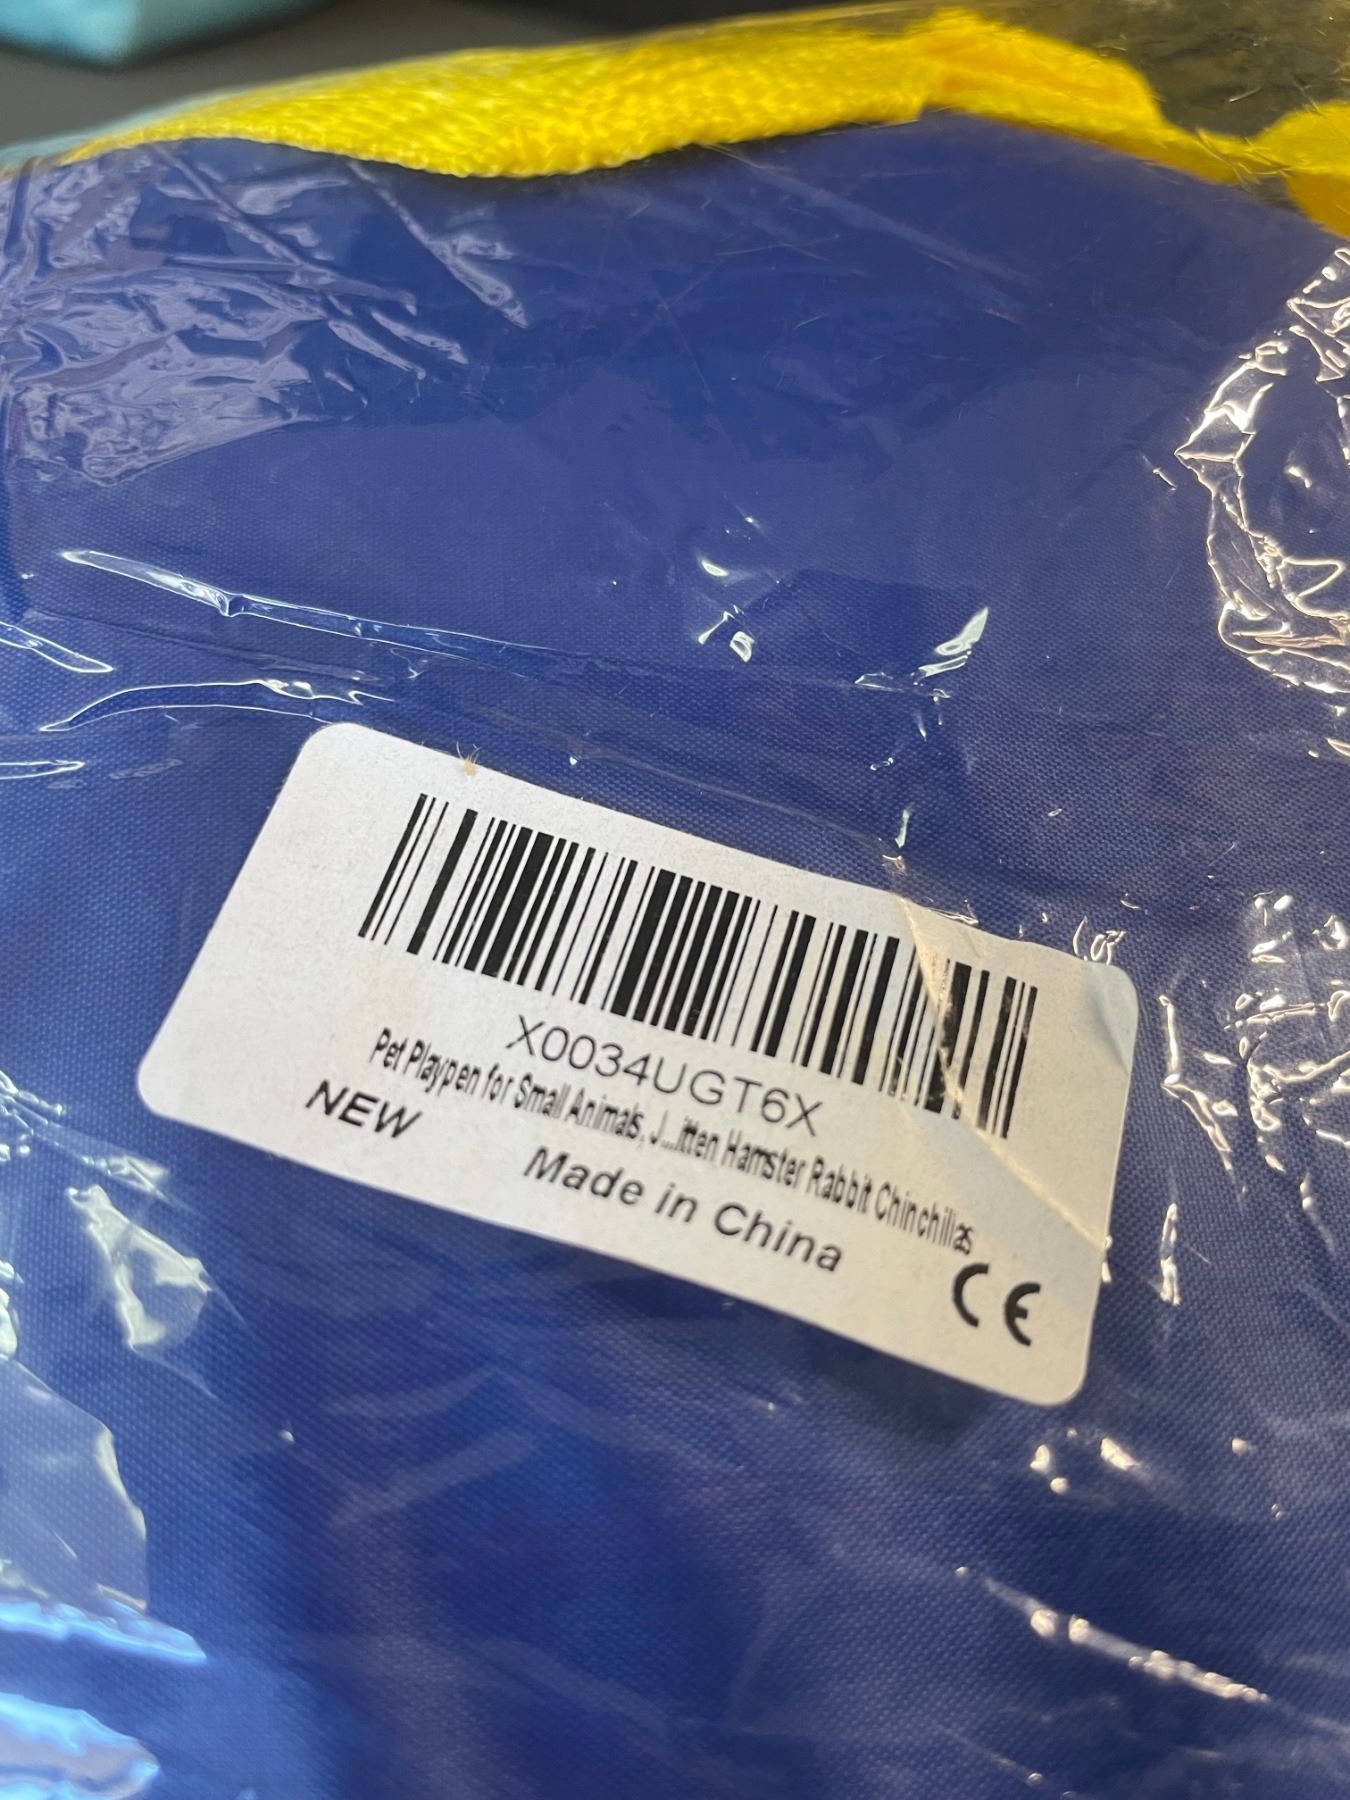 X0034UGT6X
Pet Playpen for Small Animals, J...itten Hamster Rabbit Chinchillas
NEW
Made in China
CE